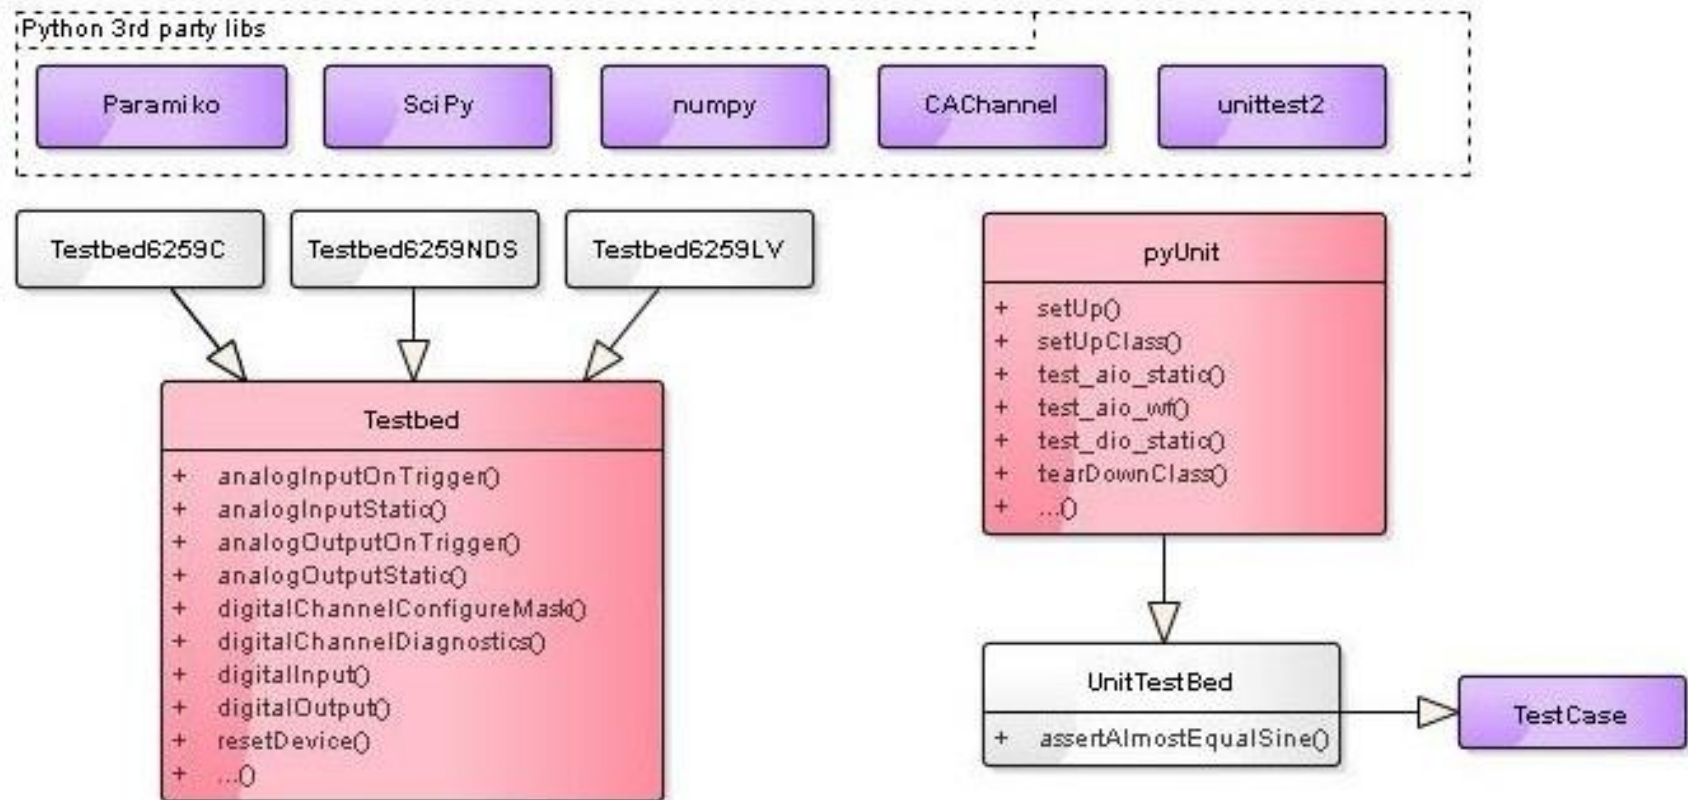 Python 3rd party libs
Paramiko
SciPy
numpy
CAChannel
unittest2
Testbed6259C
Testbed6259NDS
Testbed6259LV
Testbed
+ analogInputOnTrigger()
+ analogInputStatic()
+ analogOutputOnTrigger()
+ analogOutputStatic()
+ digitalChannelConfigureMask()
+ digitalChannelDiagnostics()
+ digitalInput()
+ digitalOutput()
+ resetDevice()
+ ...()
pyUnit
+ setUp()
+ setUpClass()
+ test_aio_static()
+ test_aio_wf()
+ test_dio_static()
+ tearDownClass()
+ ...()
UnitTestBed
+ assertAlmostEqualSine()
TestCase